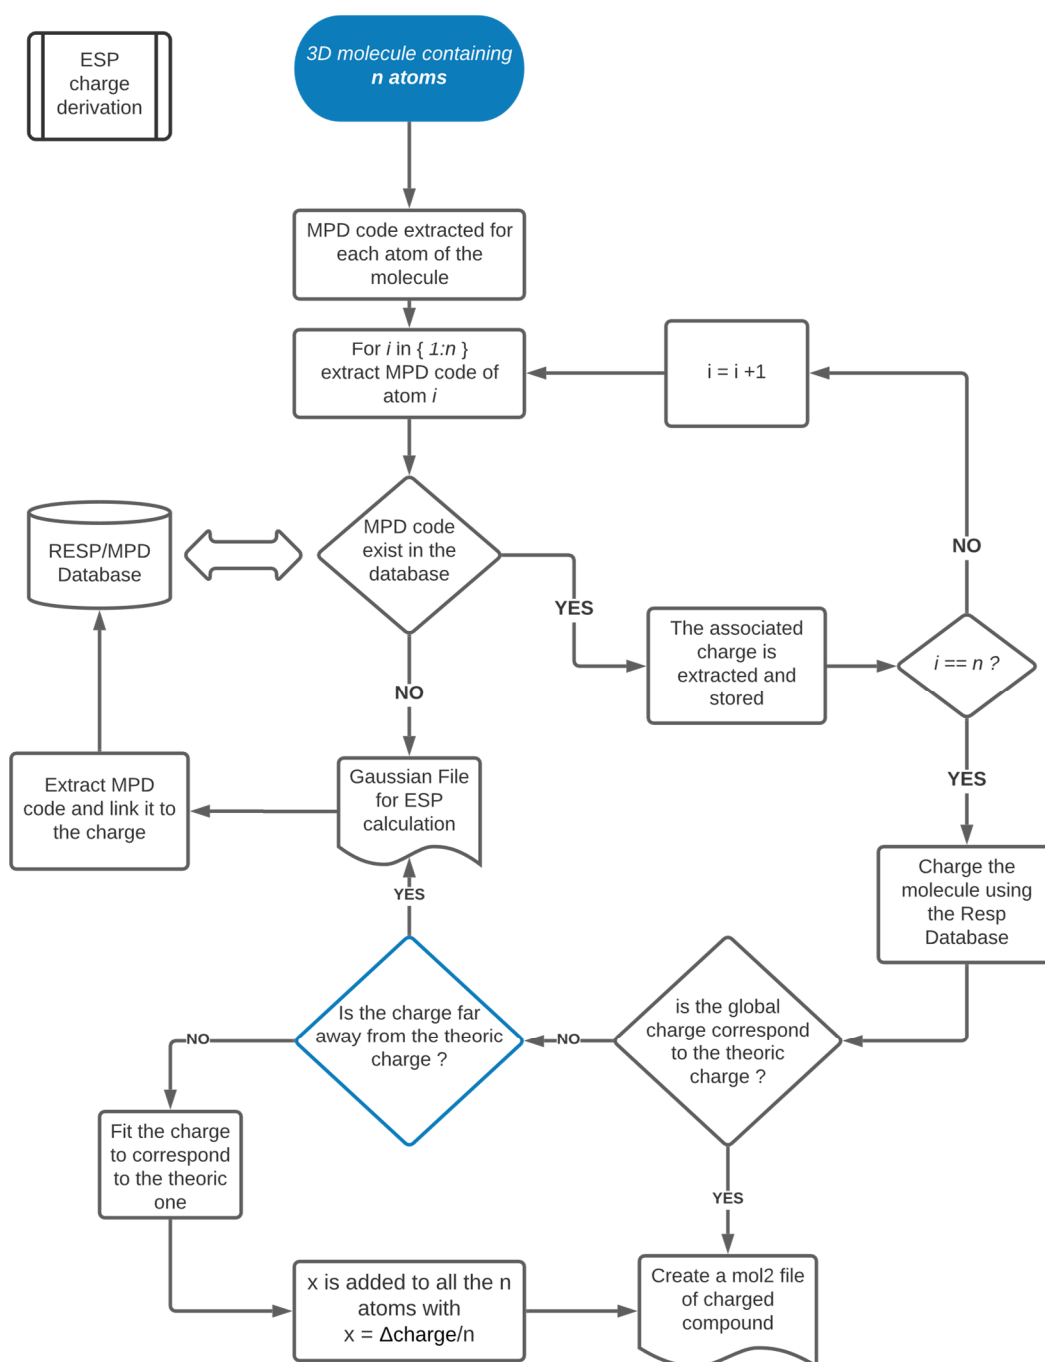 ESP
charge
derivation
3D molecule containing
n atoms
MPD code extracted for
each atom of the
molecule
For i in { 1:n }
extract MPD code of
atom i
i = i +1
MPD code
exist in the
database
RESP/MPD
Database
NO
YES
The associated
charge is
extracted and
stored
i == n ?
NO
YES
Extract MPD
code and link it to
the charge
Gaussian File
for ESP
calculation
YES
Charge the
molecule using
the Resp
Database
Is the charge far
away from the theoric
charge ?
NO
is the global
charge correspond
to the theoric
charge ?
NO
Fit the charge
to correspond
to the theoric
one
YES
x is added to all the n
atoms with
x = Δcharge/n
Create a mol2 file
of charged
compound